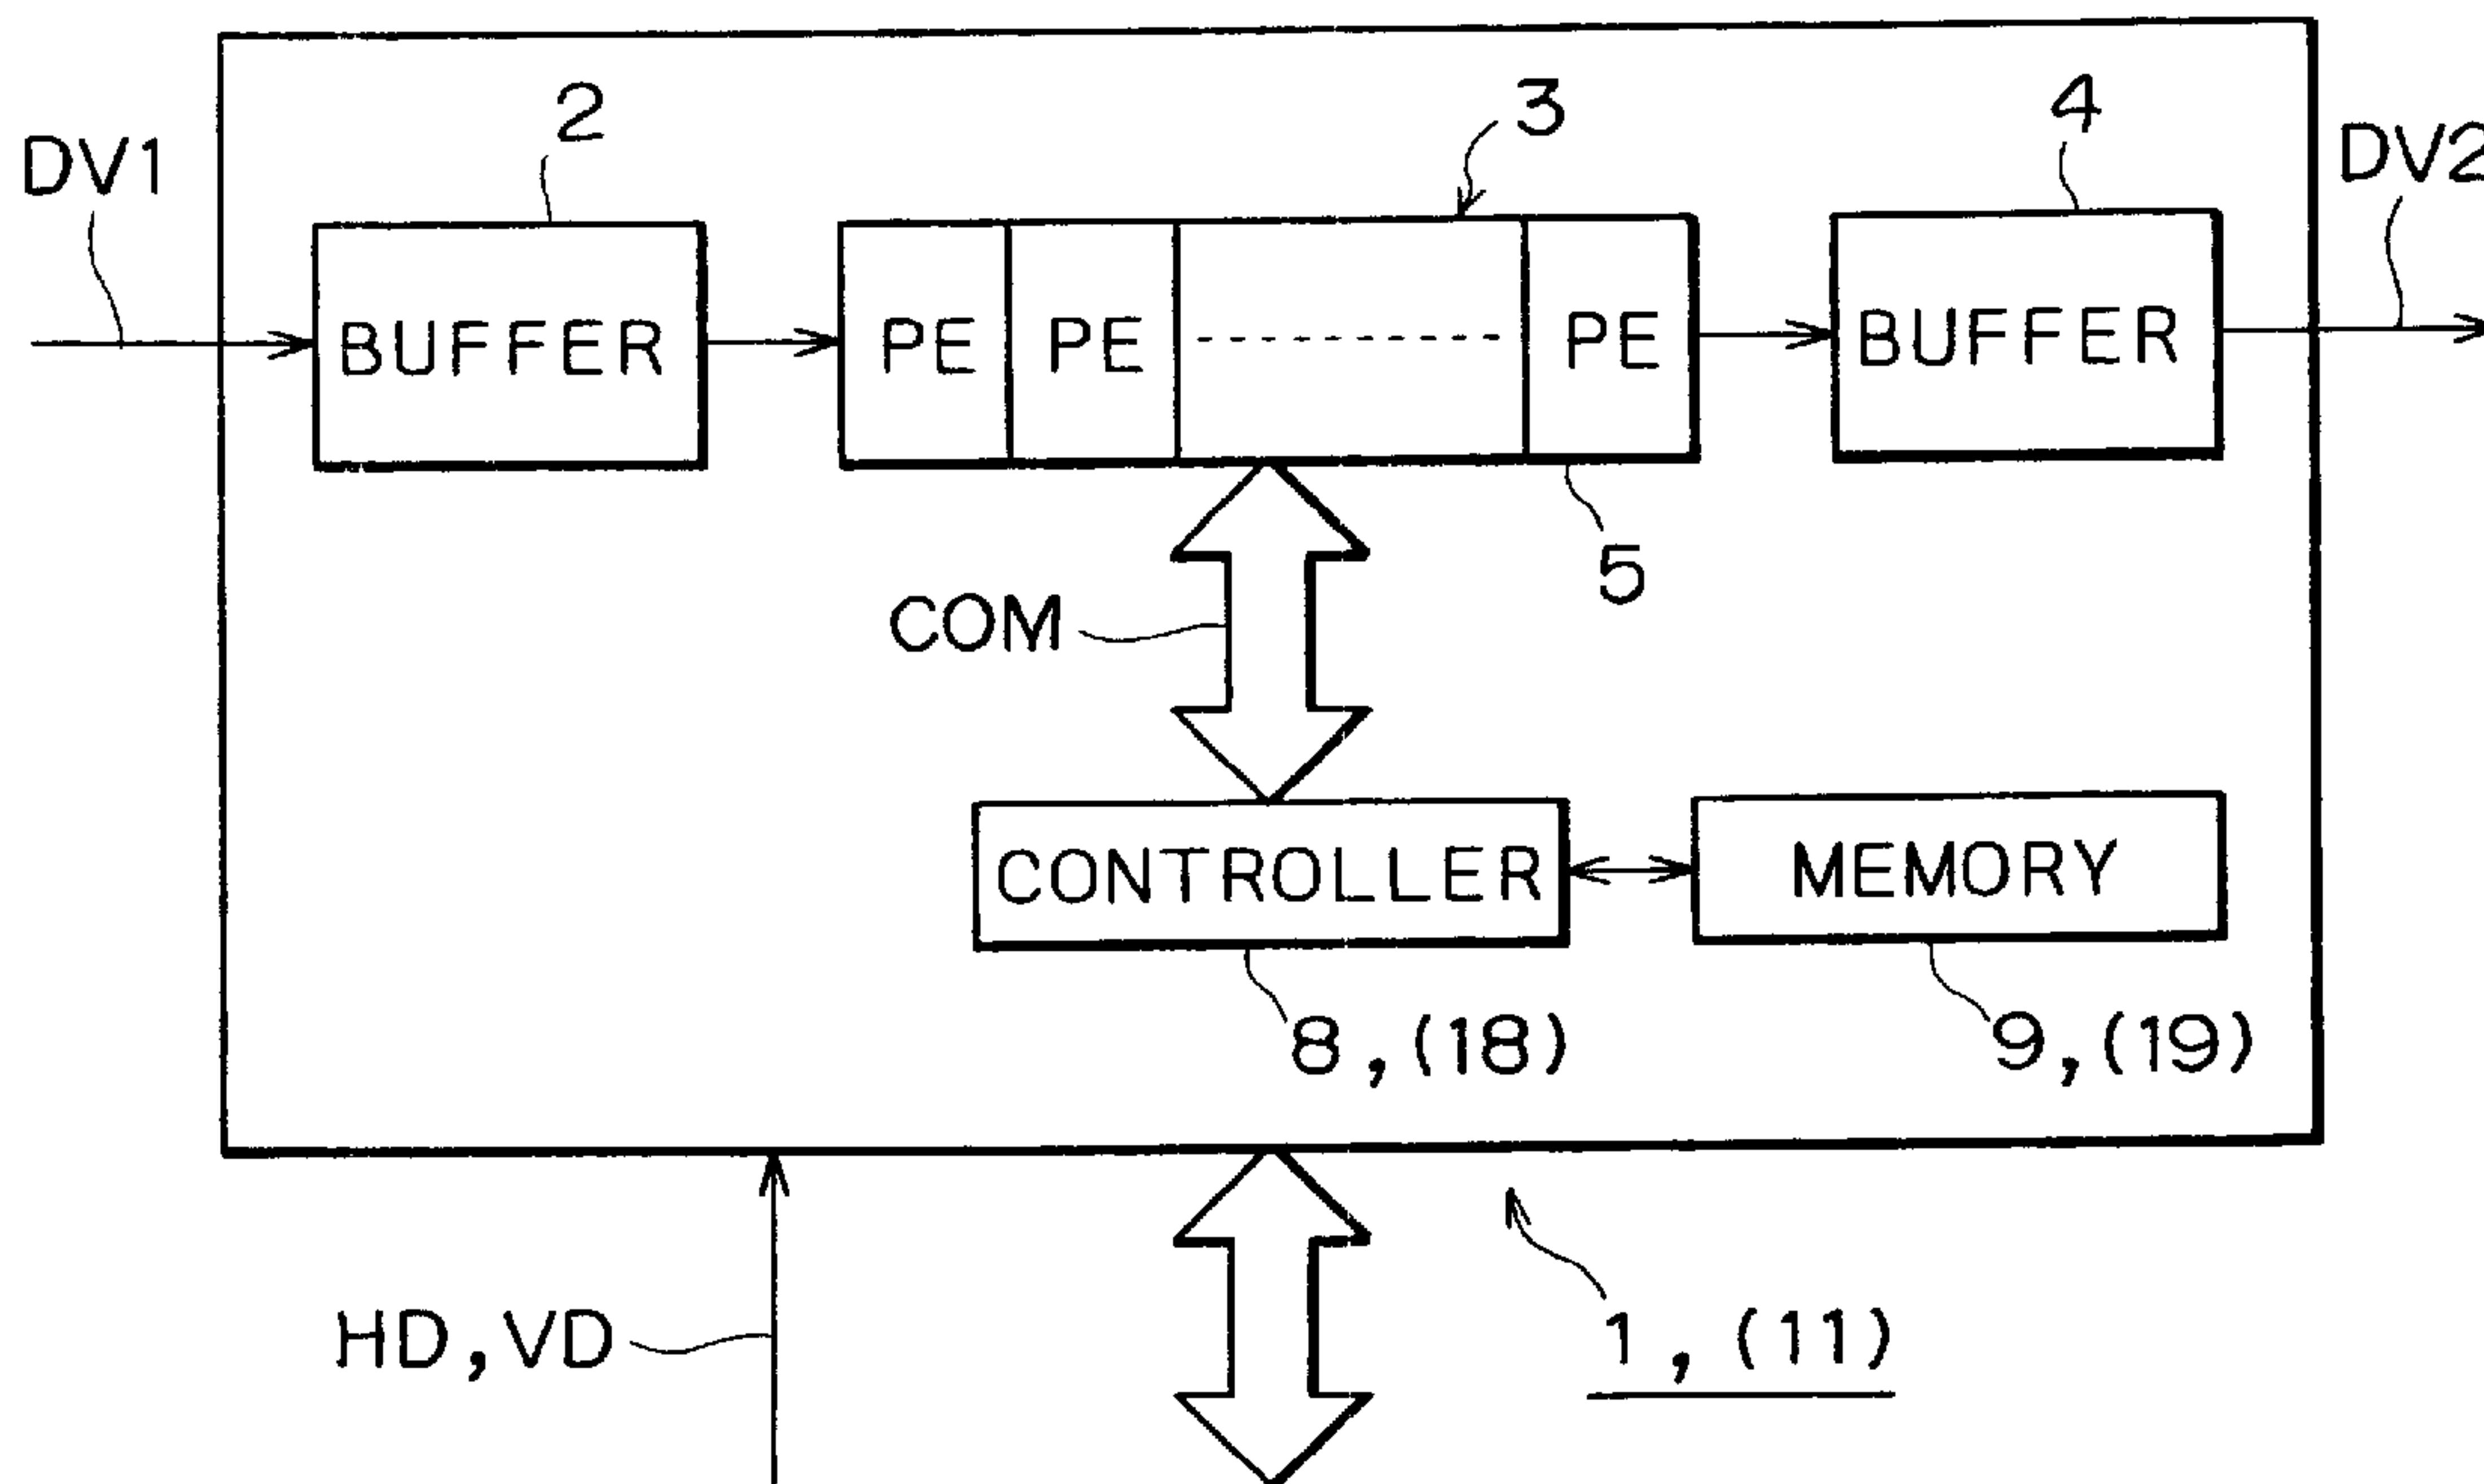 2
3
4
DV1
DV2
BUFFER
PE
PE
PE
BUFFER
5
COM
CONTROLLER
MEMORY
8,(18)
9,(19)
HD,VD
1,(11)